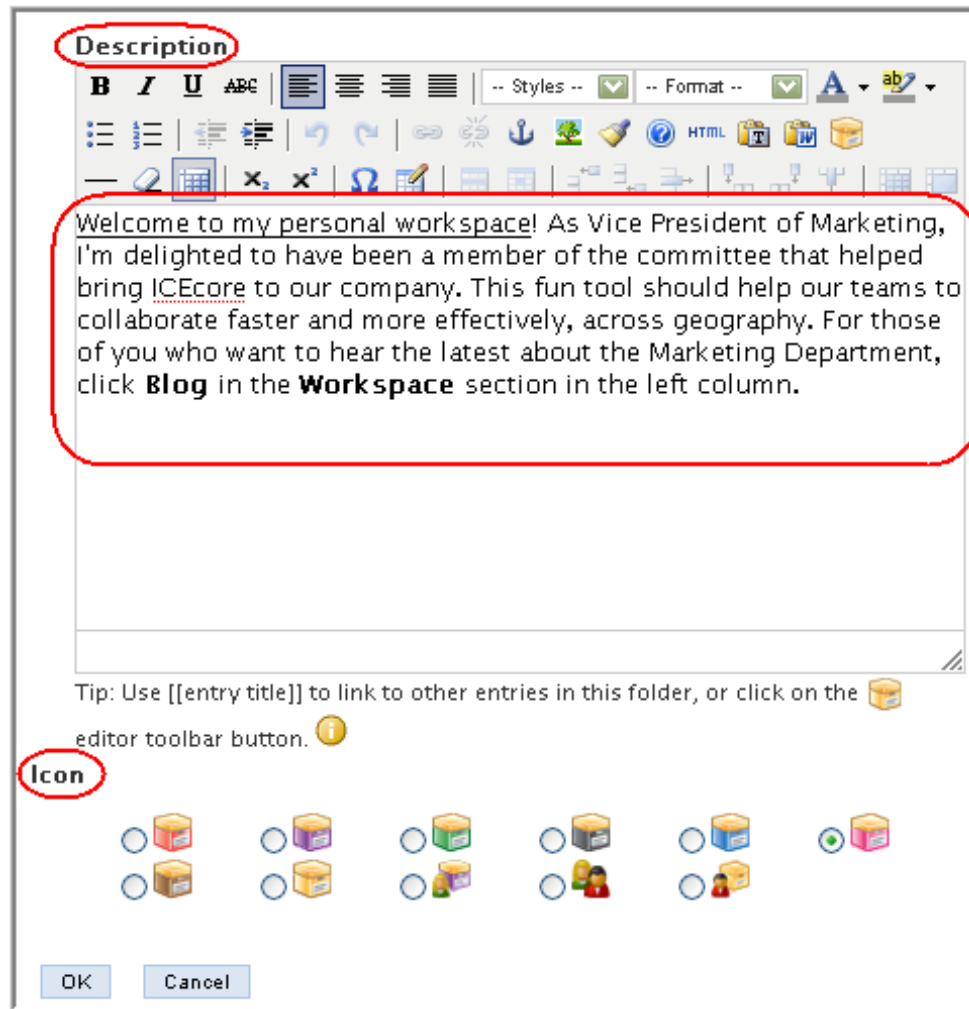 Description
B I U ABC -- Styles -- -- Format -- A ab
HTML T W
X₂ x² Ω
Welcome to my personal workspace! As Vice President of Marketing,
I'm delighted to have been a member of the committee that helped
bring ICEcore to our company. This fun tool should help our teams to
collaborate faster and more effectively, across geography. For those
of you who want to hear the latest about the Marketing Department,
click Blog in the Workspace section in the left column.
Tip: Use [[entry title]] to link to other entries in this folder, or click on the
editor toolbar button.
Icon
OK Cancel